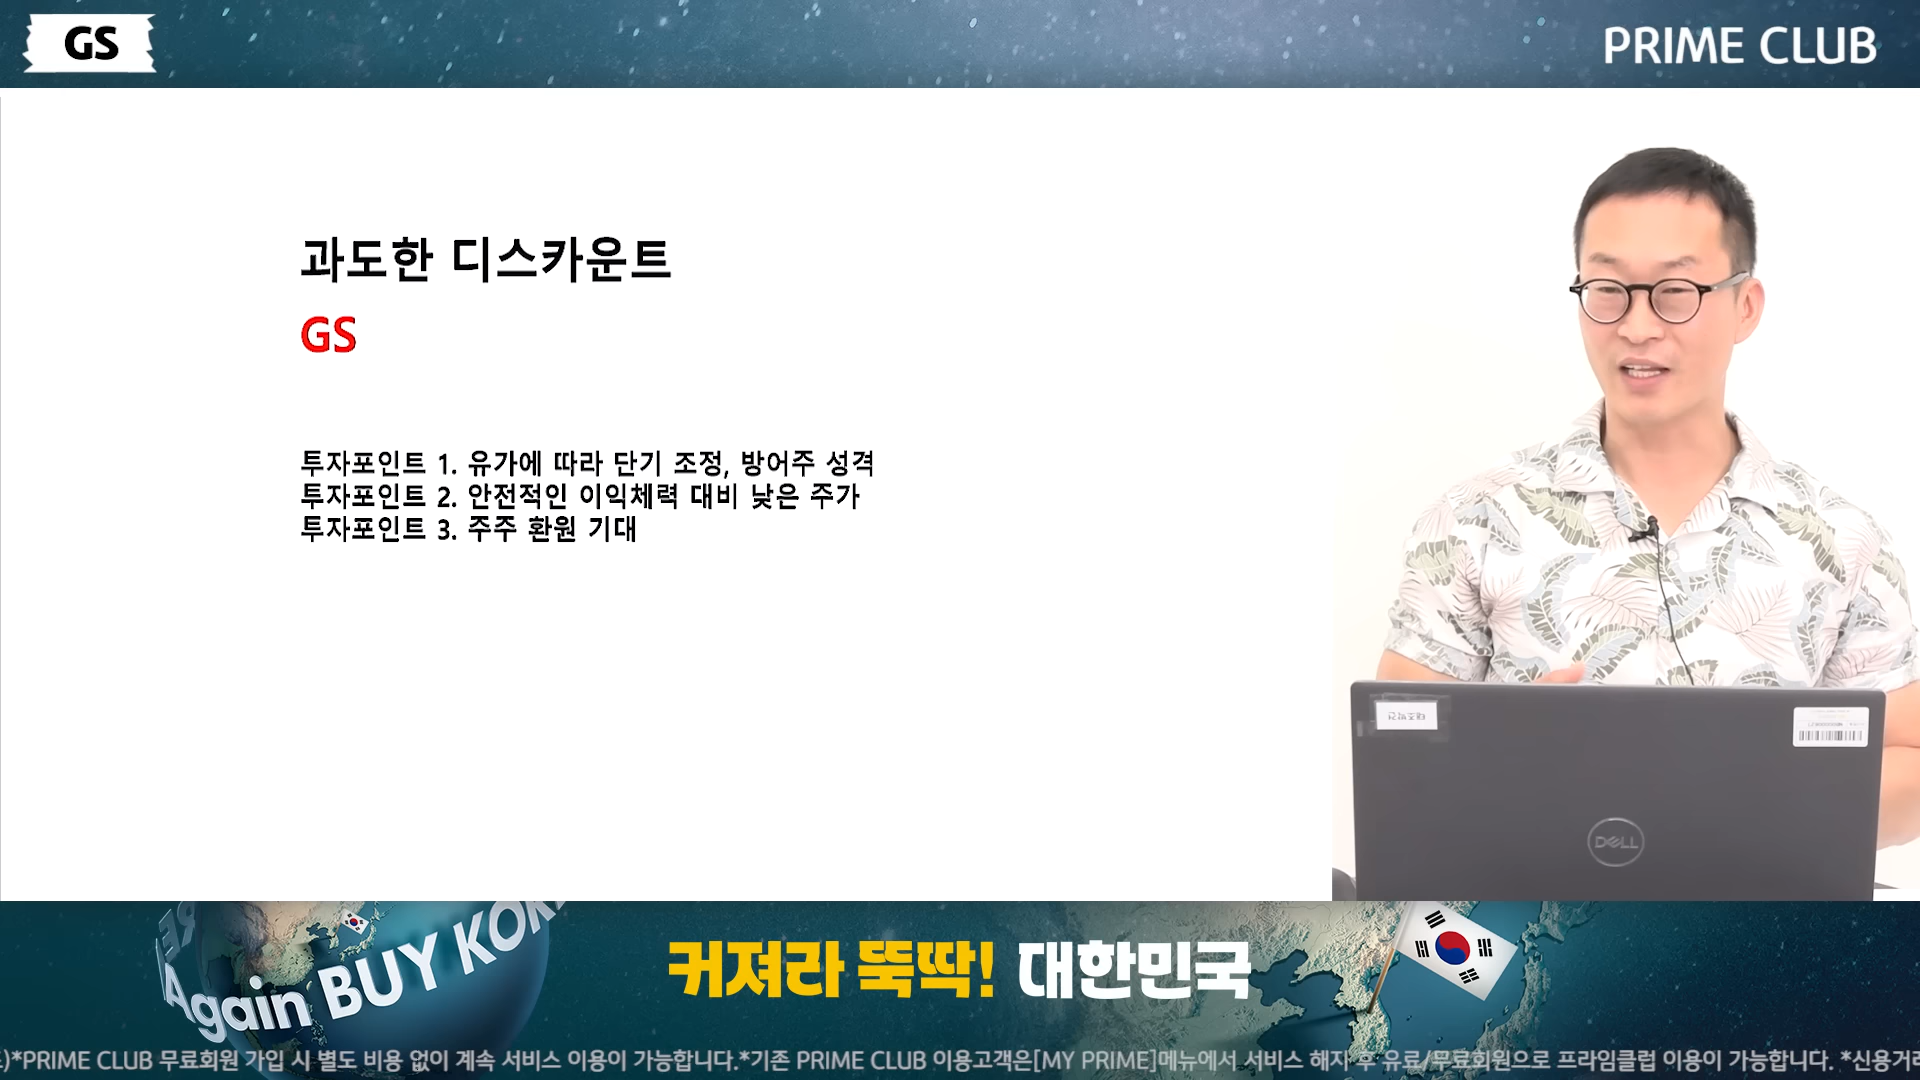 GS
PRIME CLUB
과도한 디스카운트
GS
투자포인트 1. 유가에 따라 단기 조정, 방어주 성격
투자포인트 2. 안전적인 이익체력 대비 낮은 주가
투자포인트 3. 주주 환원 기대
DELL
Again BUY KOR
커져라 뚝딱! 대한민국
)*PRIME CLUB 무료회원 가입 시 별도 비용 없이 계속 서비스 이용이 가능합니다.*기존 PRIME CLUB 이용고객은[MY PRIME]메뉴에서 서비스 해지 후 유료/무료회원으로 프라임클럽 이용이 가능합니다. *신용거래